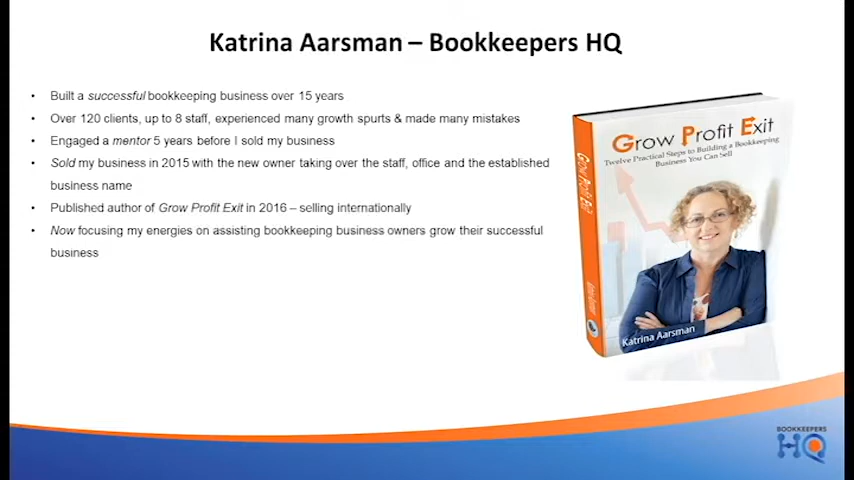 Katrina Aarsman – Bookkeepers HQ
• Built a successful bookkeeping business over 15 years
• Over 120 clients, up to 8 staff, experienced many growth spurts & made many mistakes
• Engaged a mentor 5 years before I sold my business
• Sold my business in 2015 with the new owner taking over the staff, office and the established
business name
• Published author of Grow Profit Exit in 2016 – selling internationally
• Now focusing my energies on assisting bookkeeping business owners grow their successful
business
Grow Profit Exit
Twelve Practical Steps to Building a Bookkeeping
Business You Can Sell
Katrina Aarsman
Grow Profit Exit
BOOKKEEPERS
HQ